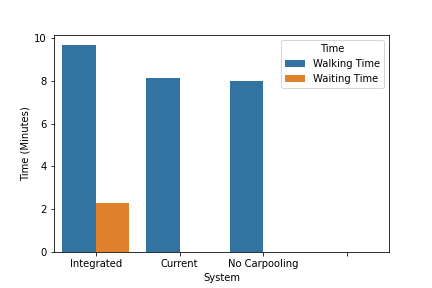 Time
Walking Time
Waiting Time
Time (Minutes)
10
8
6
4
2
0
Integrated
Current
No Carpooling
System